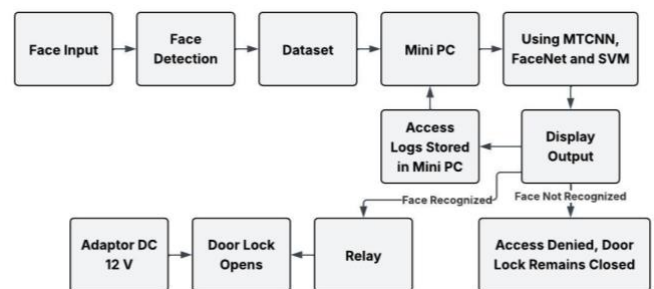 Face Input
Face
Detection
Dataset
Mini PC
Using MTCNN,
FaceNet and SVM
Access
Logs Stored
in Mini PC
Display
Output
Face Recognized
Face Not Recognized
Adaptor DC
12 V
Door Lock
Opens
Relay
Access Denied, Door
Lock Remains Closed